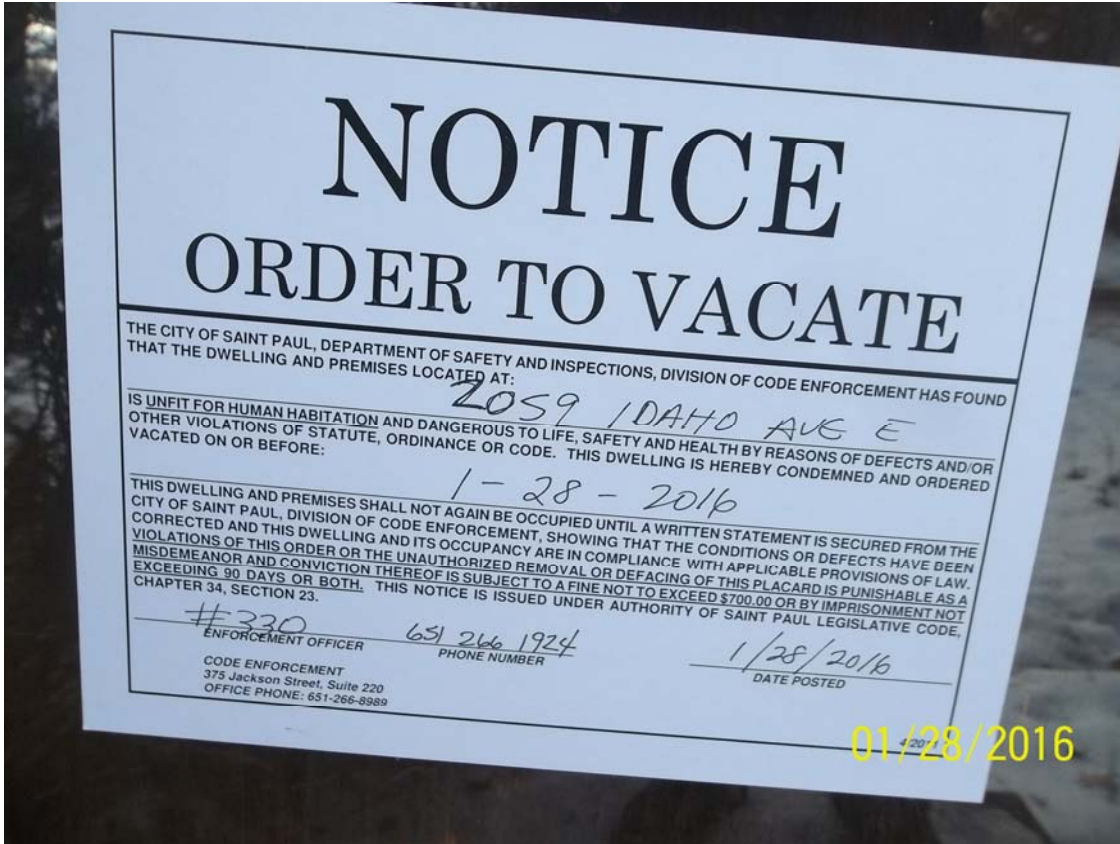 NOTICE
ORDER TO VACATE
THE CITY OF SAINT PAUL, DEPARTMENT OF SAFETY AND INSPECTIONS, DIVISION OF CODE ENFORCEMENT HAS FOUND
THAT THE DWELLING AND PREMISES LOCATED AT:
2059 IDAHO AVE E
IS UNFIT FOR HUMAN HABITATION AND DANGEROUS TO LIFE, SAFETY AND HEALTH BY REASONS OF DEFECTS AND/OR
OTHER VIOLATIONS OF STATUTE, ORDINANCE OR CODE. THIS DWELLING IS HEREBY CONDEMNED AND ORDERED
VACATED ON OR BEFORE:
1-28-2016
THIS DWELLING AND PREMISES SHALL NOT AGAIN BE OCCUPIED UNTIL A WRITTEN STATEMENT IS SECURED FROM THE
CITY OF SAINT PAUL, DIVISION OF CODE ENFORCEMENT, SHOWING THAT THE CONDITIONS OR DEFECTS HAVE BEEN
CORRECTED AND THIS DWELLING AND ITS OCCUPANCY ARE IN COMPLIANCE WITH APPLICABLE PROVISIONS OF LAW.
VIOLATIONS OF THIS ORDER OR THE UNAUTHORIZED REMOVAL OR DEFACING OF THIS PLACARD IS PUNISHABLE AS A
MISDEMEANOR AND CONVICTION THEREOF IS SUBJECT TO A FINE NOT TO EXCEED $700.00 OR BY IMPRISONMENT NOT
EXCEEDING 90 DAYS OR BOTH. THIS NOTICE IS ISSUED UNDER AUTHORITY OF SAINT PAUL LEGISLATIVE CODE,
CHAPTER 34, SECTION 23.
#330 651 266 1924 1/28/2016
ENFORCEMENT OFFICER PHONE NUMBER DATE POSTED
CODE ENFORCEMENT
375 Jackson Street, Suite 220
OFFICE PHONE: 651-266-8989
01/28/2016